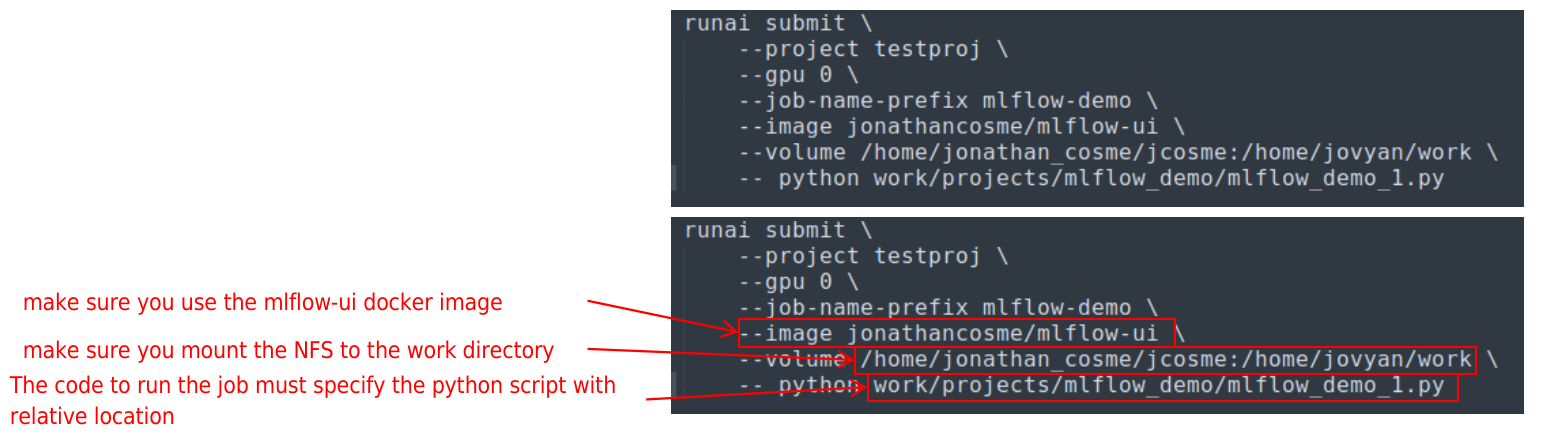 runai submit \
--project testproj \
--gpu 0 \
--job-name-prefix mlflow-demo \
--image jonathancosme/mlflow-ui \
--volume /home/jonathan_cosme/jcosme:/home/jovyan/work \
-- python work/projects/mlflow_demo/mlflow_demo_1.py
runai submit \
--project testproj \
--gpu 0 \
--job-name-prefix mlflow-demo \
--image jonathancosme/mlflow-ui \
--volume /home/jonathan_cosme/jcosme:/home/jovyan/work \
-- python work/projects/mlflow_demo/mlflow_demo_1.py
make sure you use the mlflow-ui docker image
make sure you mount the NFS to the work directory
The code to run the job must specify the python script with
relative location